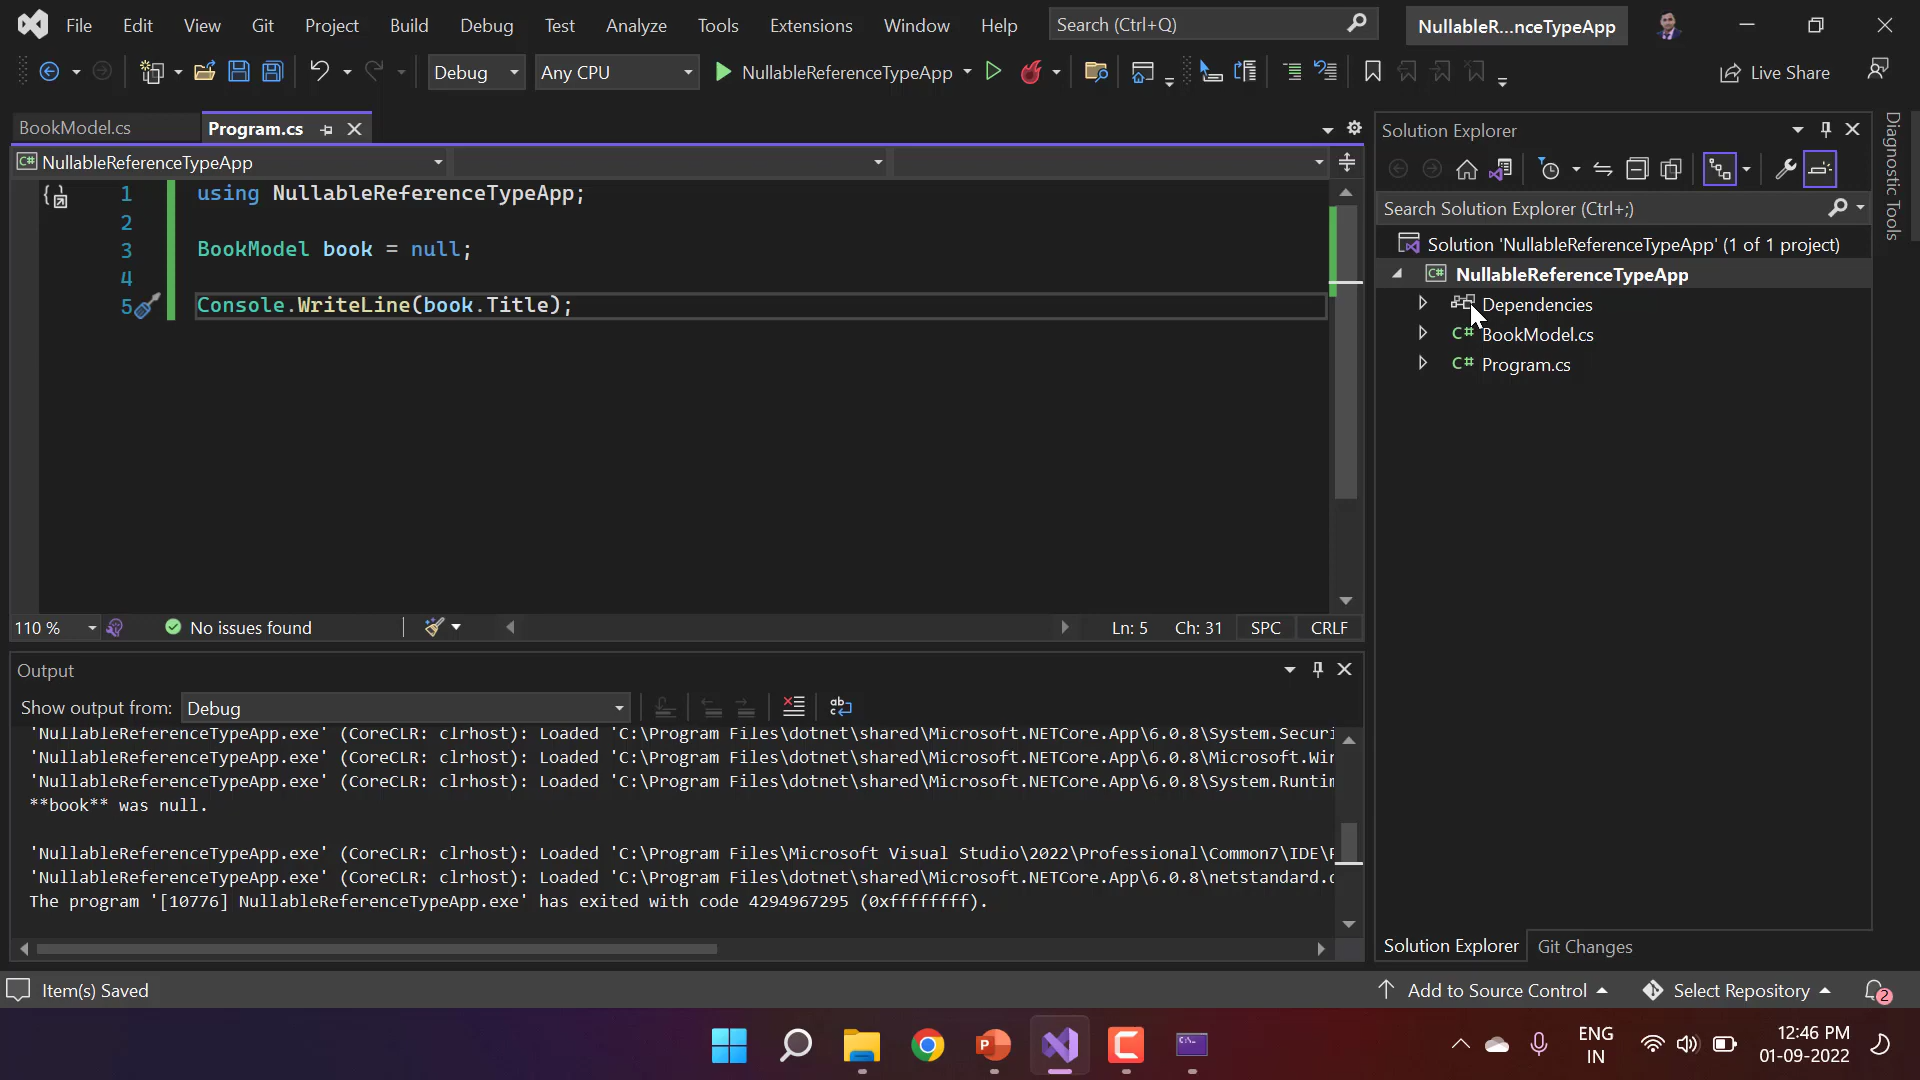 File Edit View Git Project Build Debug Test Analyze Tools Extensions Window Help Search (Ctrl+Q) NullableR...nceTypeApp
Debug Any CPU NullableReferenceTypeApp Live Share
BookModel.cs Program.cs
NullableReferenceTypeApp
1 using NullableReferenceTypeApp;
2
3 BookModel book = null;
4
5 Console.WriteLine(book.Title);
110 % No issues found Ln: 5 Ch: 31 SPC CRLF
Output
Show output from: Debug
'NullableReferenceTypeApp.exe' (CoreCLR: clrhost): Loaded 'C:\Program Files\dotnet\shared\Microsoft.NETCore.App\6.0.8\System.Securi
'NullableReferenceTypeApp.exe' (CoreCLR: clrhost): Loaded 'C:\Program Files\dotnet\shared\Microsoft.NETCore.App\6.0.8\Microsoft.Wir
'NullableReferenceTypeApp.exe' (CoreCLR: clrhost): Loaded 'C:\Program Files\dotnet\shared\Microsoft.NETCore.App\6.0.8\System.Runtim
**book** was null.
'NullableReferenceTypeApp.exe' (CoreCLR: clrhost): Loaded 'C:\Program Files\Microsoft Visual Studio\2022\Professional\Common7\IDE\P
'NullableReferenceTypeApp.exe' (CoreCLR: clrhost): Loaded 'C:\Program Files\dotnet\shared\Microsoft.NETCore.App\6.0.8\netstandard.d
The program '[10776] NullableReferenceTypeApp.exe' has exited with code 4294967295 (0xffffffff).
Solution Explorer
Search Solution Explorer (Ctrl+;)
Solution 'NullableReferenceTypeApp' (1 of 1 project)
C# NullableReferenceTypeApp
Dependencies
C# BookModel.cs
C# Program.cs
Solution Explorer Git Changes
Diagnostic Tools
Item(s) Saved Add to Source Control Select Repository 2
ENG
IN
12:46 PM
01-09-2022